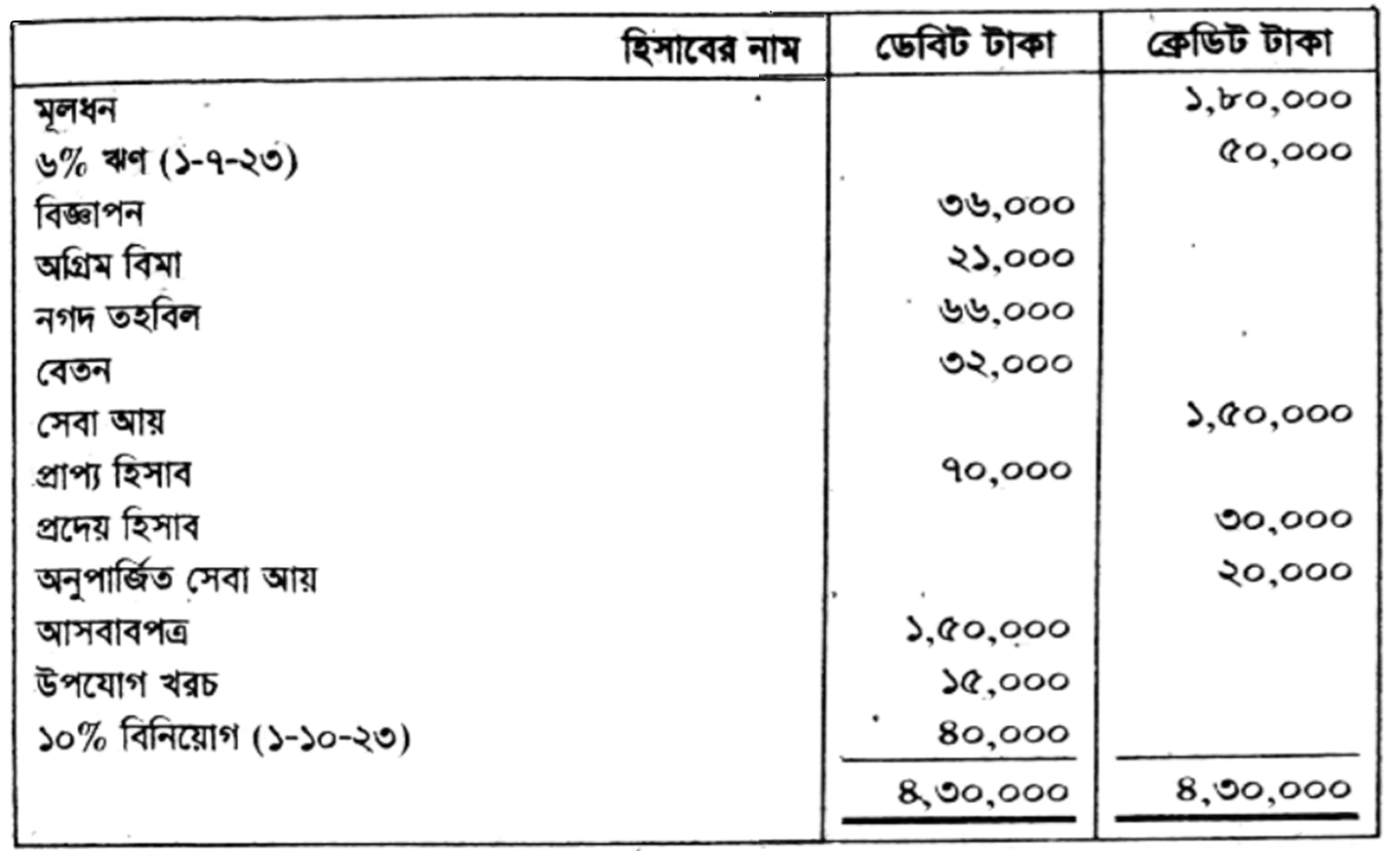 হিসাবের নাম ডেবিট টাকা ক্রেডিট টাকা
মূলধন ১,৮০,০০০
৬% ঋণ (১-৭-২৩) ৫০,০০০
বিজ্ঞাপন ৩৬,০০০
অগ্রিম বিমা ২১,০০০
নগদ তহবিল ৬৬,০০০
বেতন ৩২,০০০
সেবা আয় ১,৫০,০০০
প্রাপ্য হিসাব ৭০,০০০
প্রদেয় হিসাব ৩০,০০০
অনুপার্জিত সেবা আয় ২০,০০০
আসবাবপত্র ১,৫০,০০০
উপযোগ খরচ ১৫,০০০
১০% বিনিয়োগ (১-১০-২৩) ৪০,০০০
৪,৩০,০০০ ৪,৩০,০০০